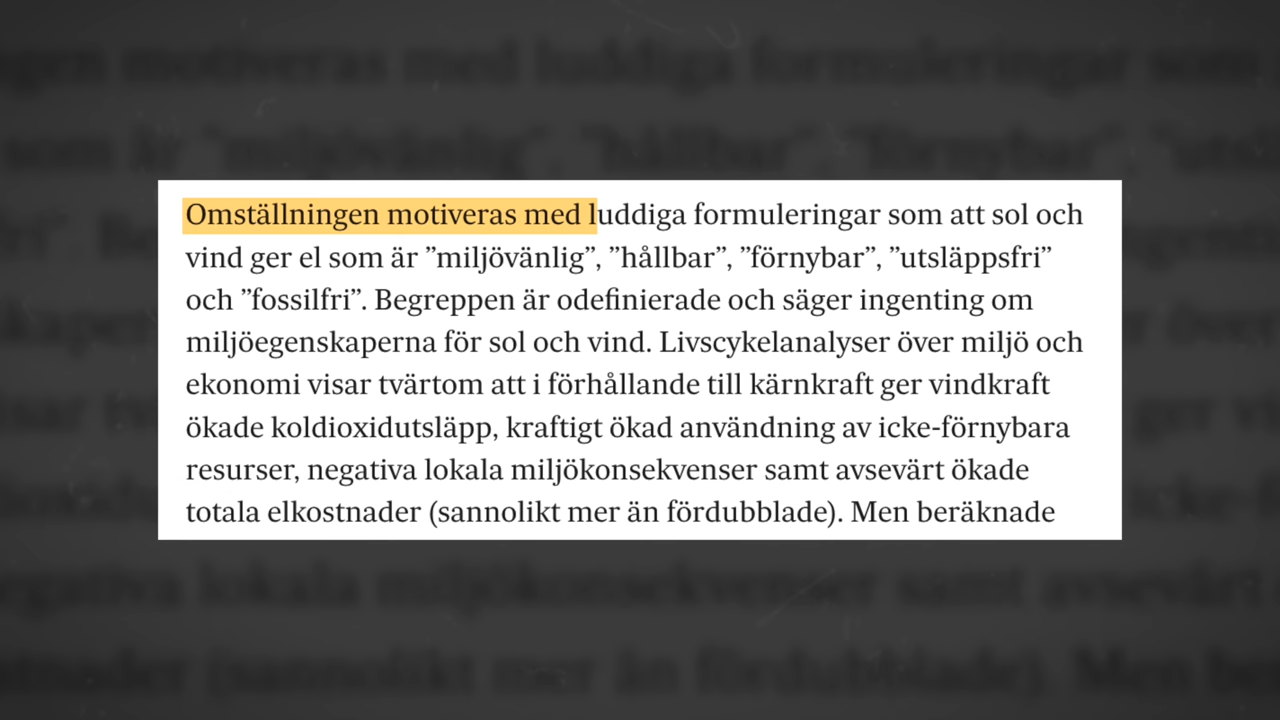 Omställningen motiveras med luddiga formuleringar som att sol och
vind ger el som är ”miljövänlig”, ”hållbar”, ”förnybar”, ”utsläppsfri”
och ”fossilfri”. Begreppen är odefinierade och säger ingenting om
miljöegenskaperna för sol och vind. Livscykelanalyser över miljö och
ekonomi visar tvärtom att i förhållande till kärnkraft ger vindkraft
ökade koldioxidutsläpp, kraftigt ökad användning av icke-förnybara
resurser, negativa lokala miljökonsekvenser samt avsevärt ökade
totala elkostnader (sannolikt mer än fördubblade). Men beräknade